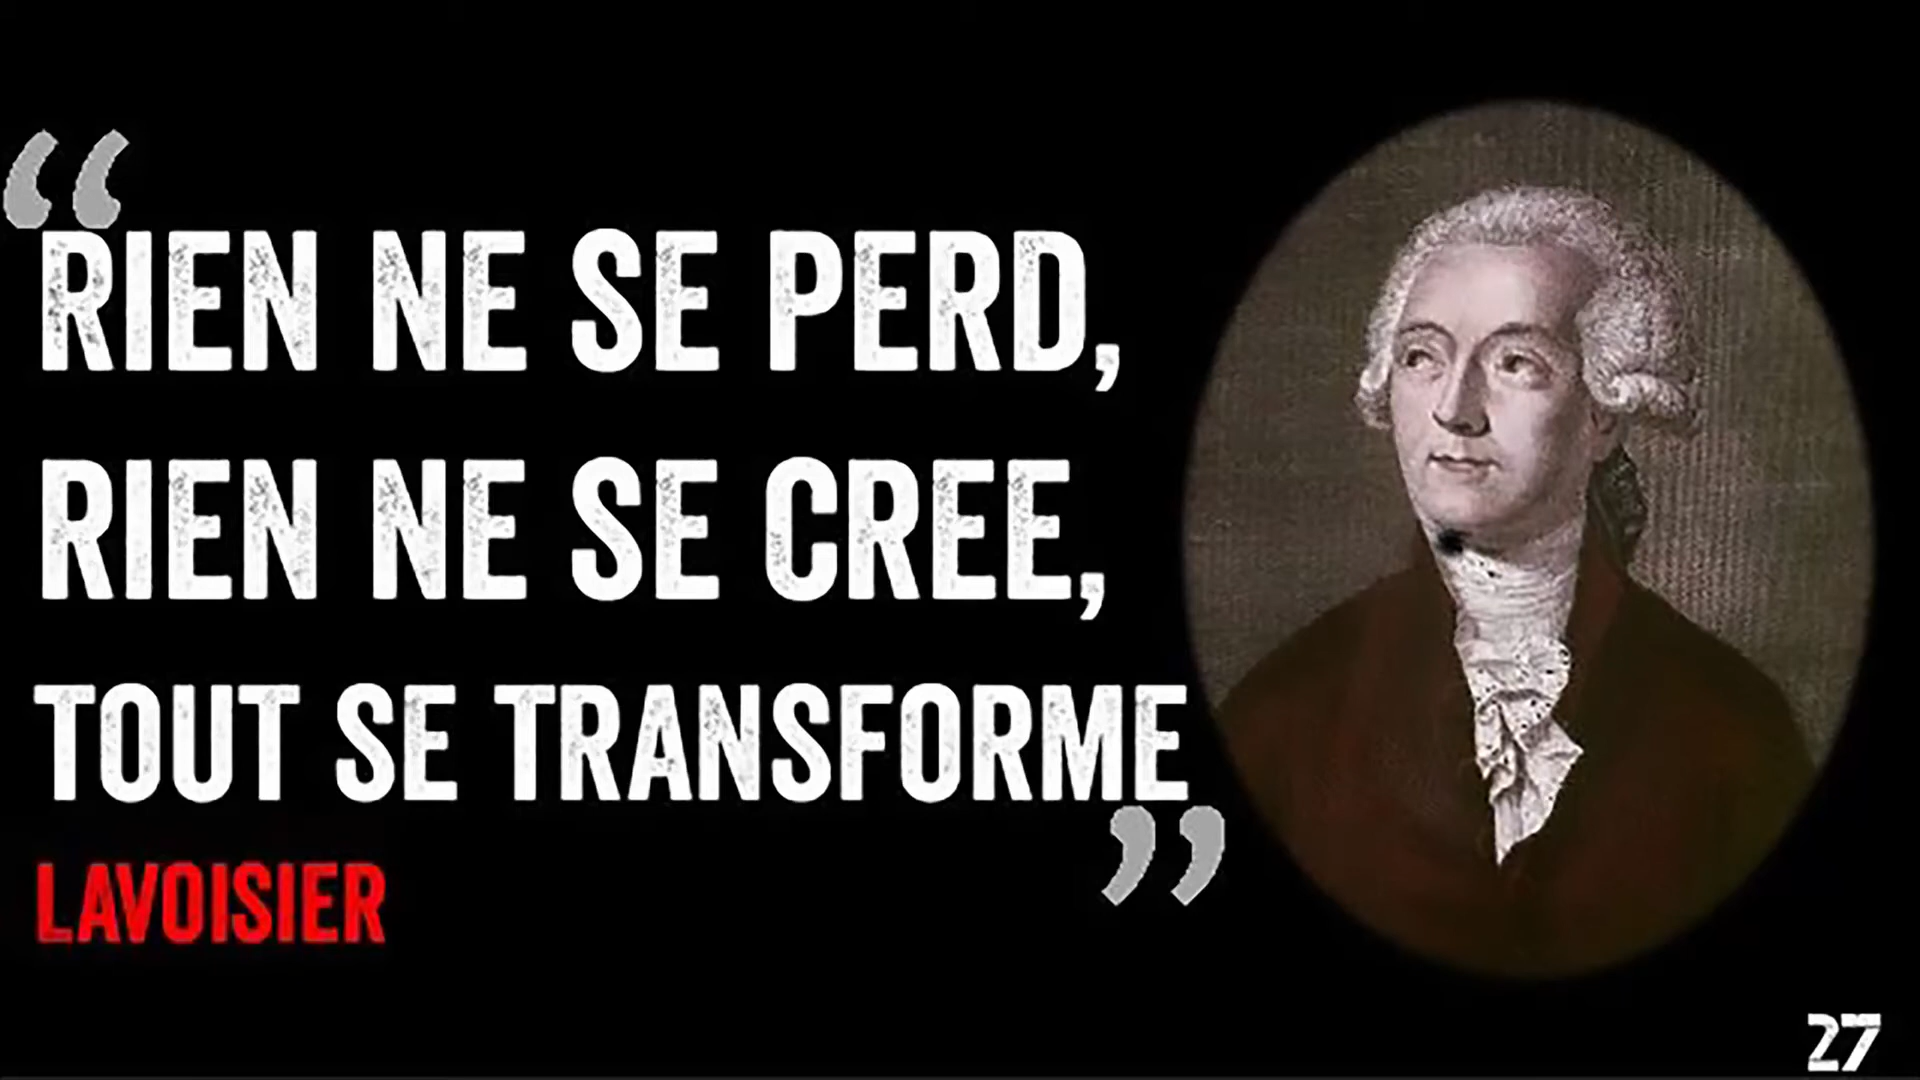 “RIEN NE SE PERD,
RIEN NE SE CREE,
TOUT SE TRANSFORME”
LAVOISIER
27